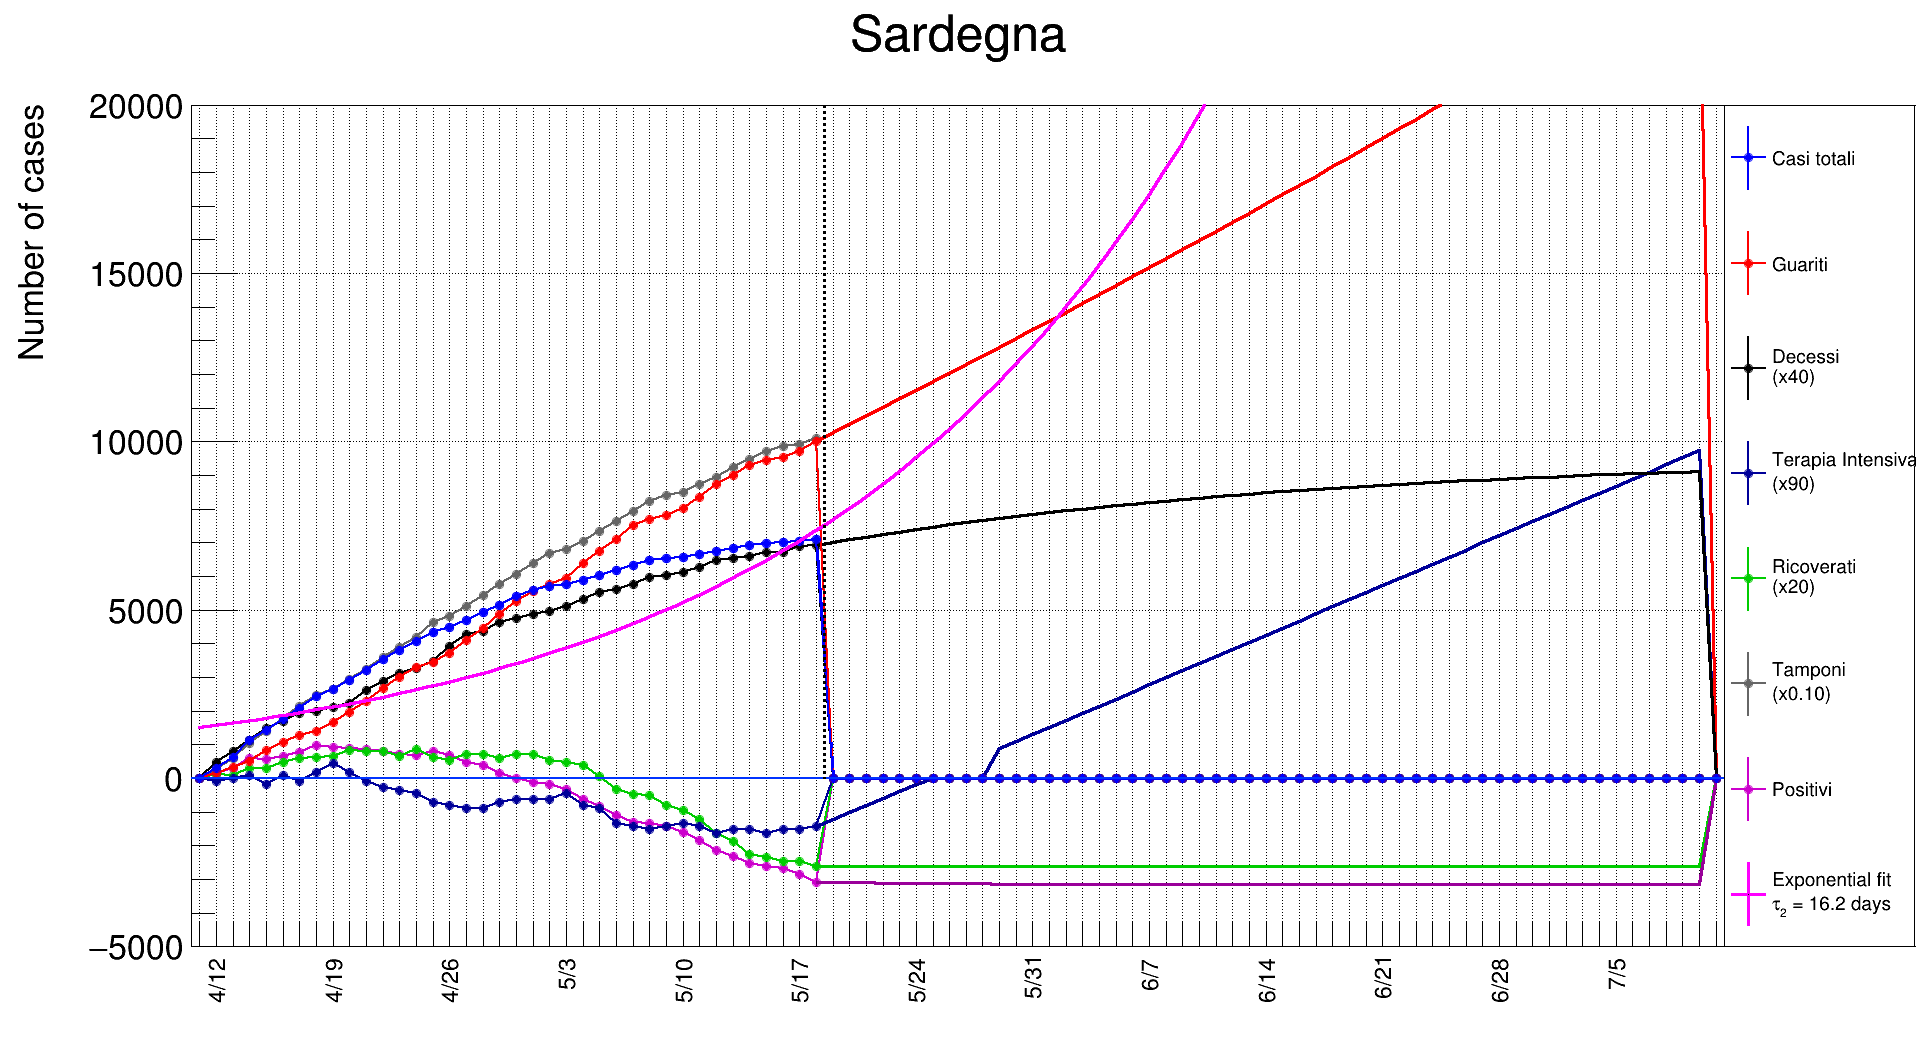 Sardegna
Number of cases
20000
15000
10000
5000
0
−5000
4/12
4/19
4/26
5/3
5/10
5/17
5/24
5/31
6/7
6/14
6/21
6/28
7/5
Casi totali
Guariti
Decessi
(x40)
Terapia Intensiva
(x90)
Ricoverati
(x20)
Tamponi
(x0.10)
Positivi
Exponential fit
τ2 = 16.2 days